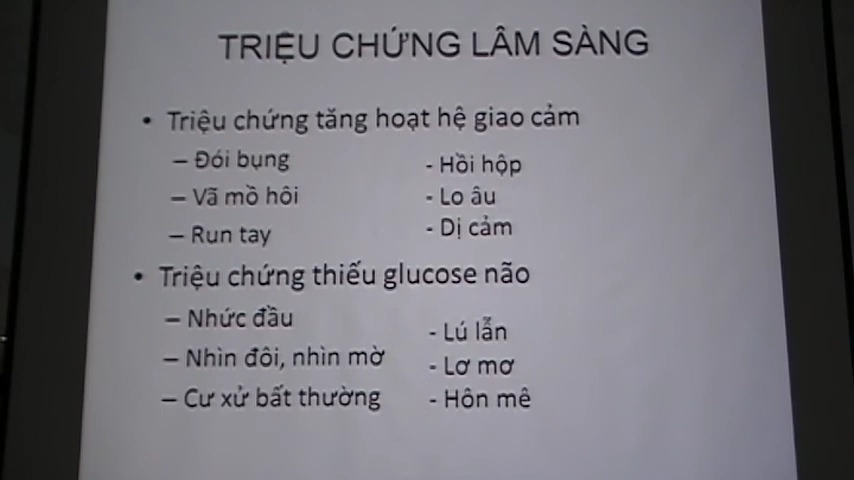 TRIỆU CHỨNG LÂM SÀNG
• Triệu chứng tăng hoạt hệ giao cảm
– Đói bụng - Hồi hộp
– Vã mồ hôi - Lo âu
– Run tay - Dị cảm
• Triệu chứng thiếu glucose não
– Nhức đầu - Lú lẫn
– Nhìn đôi, nhìn mờ - Lơ mơ
– Cư xử bất thường - Hôn mê